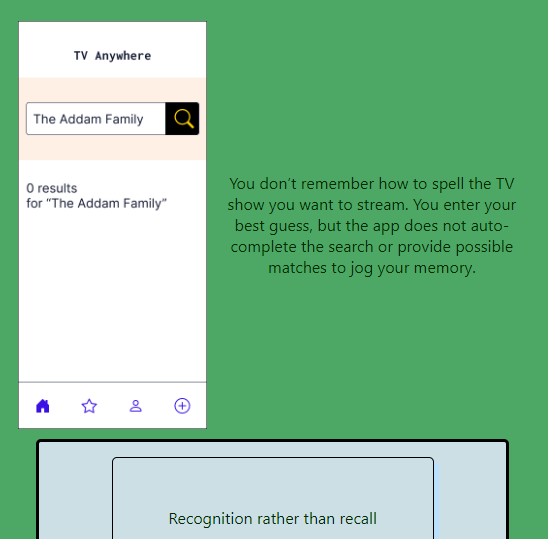 TV Anywhere
The Addam Family
0 results
for “The Addam Family”
You don’t remember how to spell the TV
show you want to stream. You enter your
best guess, but the app does not auto-
complete the search or provide possible
matches to jog your memory.
Recognition rather than recall